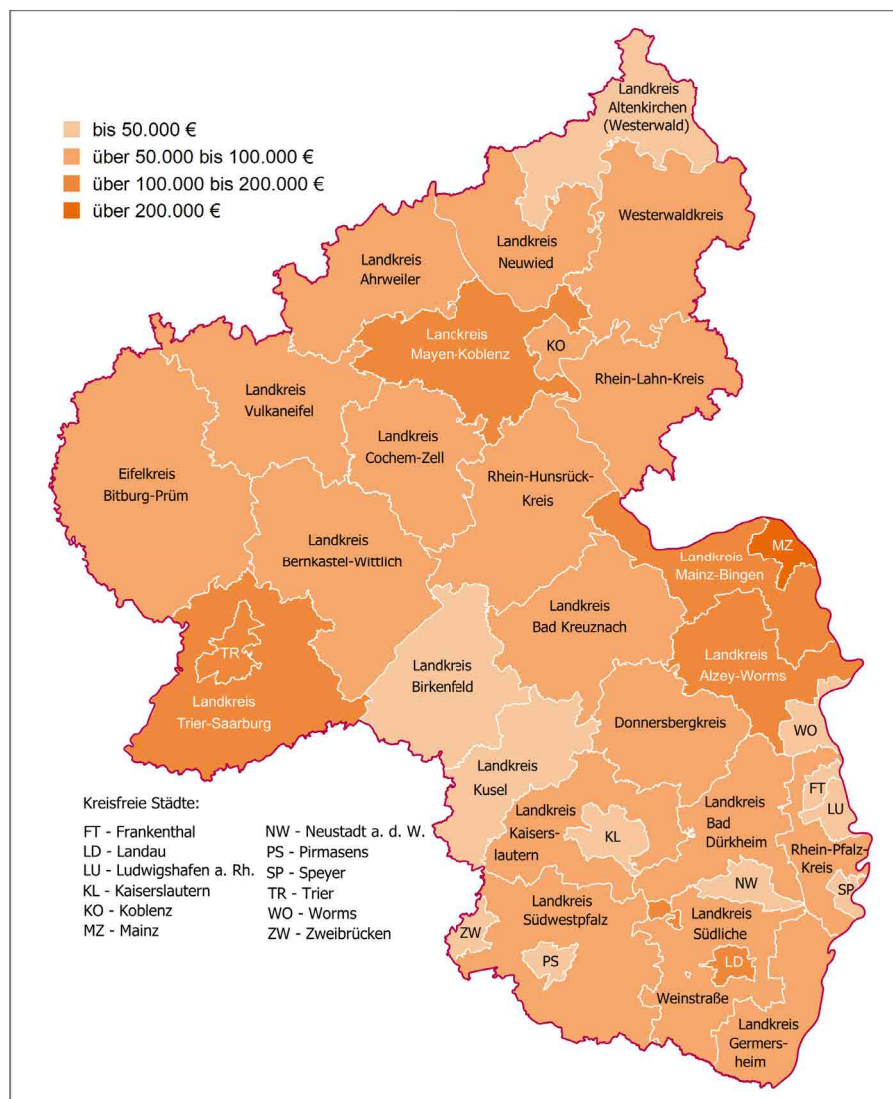 bis 50.000 €
über 50.000 bis 100.000 €
über 100.000 bis 200.000 €
über 200.000 €
Landkreis
Altenkirchen
(Westerwald)
Westerwaldkreis
Landkreis
Neuwied
Landkreis
Ahrweiler
Landkreis
Mayen-Koblenz
KO
Rhein-Lahn-Kreis
Landkreis
Vulkaneifel
Landkreis
Cochem-Zell
Eifelkreis
Bitburg-Prüm
Rhein-Hunsrück-
Kreis
Landkreis
Bernkastel-Wittlich
MZ
Landkreis
Mainz-Bingen
Landkreis
Bad Kreuznach
TR
Landkreis
Trier-Saarburg
Landkreis
Birkenfeld
Landkreis
Alzey-Worms
Donnersbergkreis
WO
Landkreis
Kusel
Landkreis
Kaisers-
lautern
KL
Landkreis
Bad
Dürkheim
FT
LU
Rhein-Pfalz-
Kreis
SP
NW
Landkreis
Südwestpfalz
ZW
PS
Landkreis
Südliche
LD
Weinstraße
Landkreis
Germers-
heim
Kreisfreie Städte:
FT - Frankenthal
LD - Landau
LU - Ludwigshafen a. Rh.
KL - Kaiserslautern
KO - Koblenz
MZ - Mainz
NW - Neustadt a. d. W.
PS - Pirmasens
SP - Speyer
TR - Trier
WO - Worms
ZW - Zweibrücken